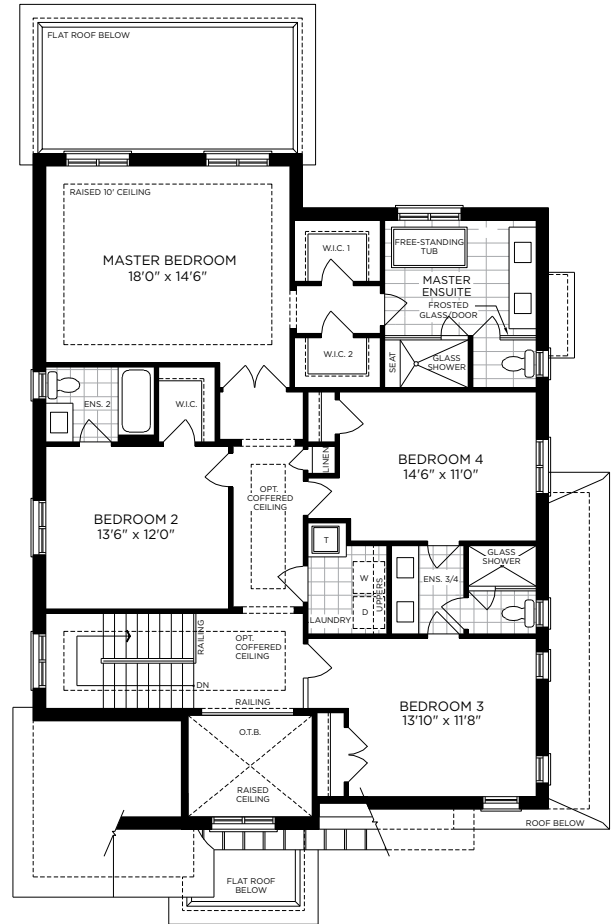 FLAT ROOF BELOW
RAISED 10' CEILING
MASTER BEDROOM
18'0" x 14'6"
W.I.C. 1
W.I.C. 2
FREE-STANDING
TUB
MASTER
ENSUITE
FROSTED
GLASS/DOOR
SEAT
GLASS
SHOWER
ENS. 2
W.I.C.
LINEN
OPT.
COFFERED
CEILING
BEDROOM 4
14'6" x 11'0"
BEDROOM 2
13'6" x 12'0"
T
W
D
UPPERS
LAUNDRY
ENS. 3/4
GLASS
SHOWER
RAILING
OPT.
COFFERED
CEILING
DN
RAILING
BEDROOM 3
13'10" x 11'8"
O.T.B.
RAISED
CEILING
ROOF BELOW
FLAT ROOF
BELOW